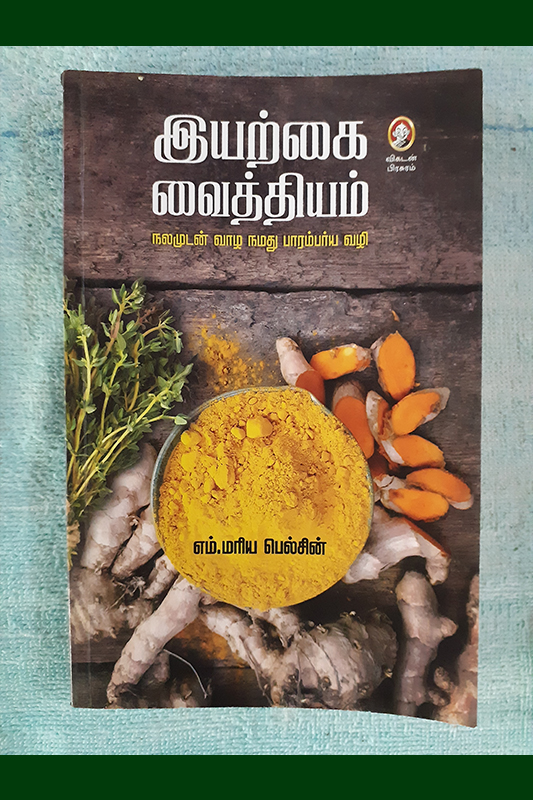 இயற்கை
வைத்தியம்
நலமுடன் வாழ நமது பாரம்பர்ய வழி
விகடன்
பிரசுரம்
எம்.மரிய பெல்சின்